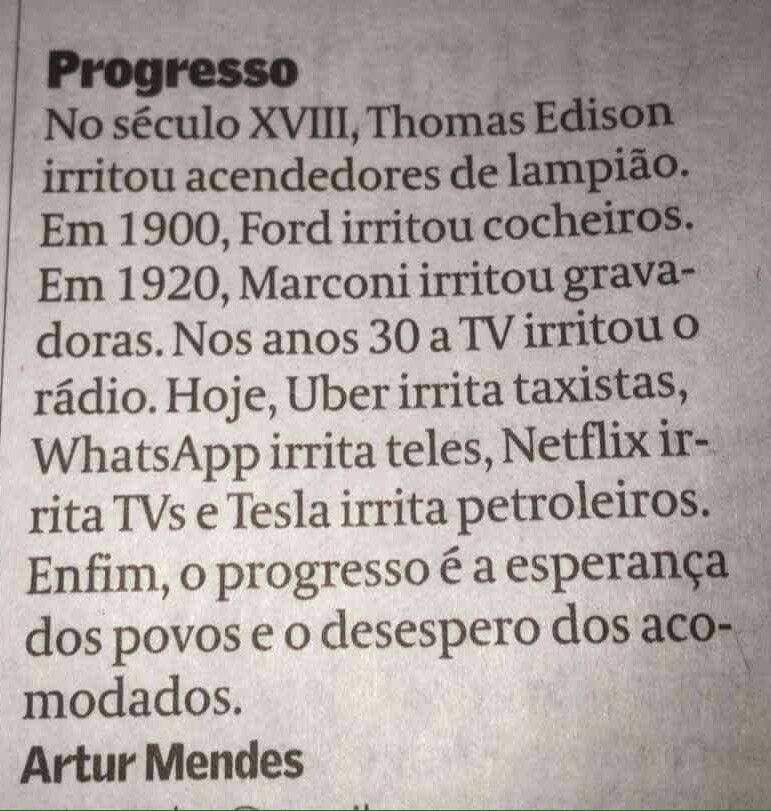 Progresso
No século XVIII, Thomas Edison
irritou acendedores de lampião.
Em 1900, Ford irritou cocheiros.
Em 1920, Marconi irritou grava-
doras. Nos anos 30 a TV irritou o
rádio. Hoje, Uber irrita taxistas,
WhatsApp irrita teles, Netflix ir-
rita TVs e Tesla irrita petroleiros.
Enfim, o progresso é a esperança
dos povos e o desespero dos aco-
modados.
Artur Mendes